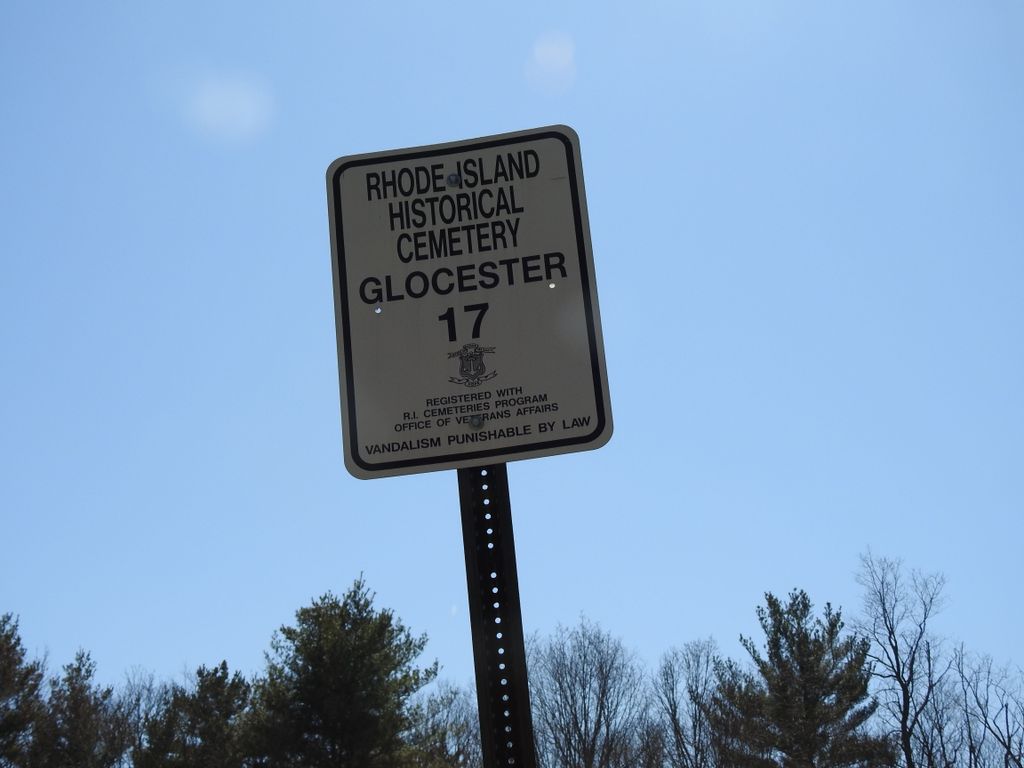 RHODE ISLAND
HISTORICAL
CEMETERY
GLOCESTER
17
REGISTERED WITH
R.I. CEMETERIES PROGRAM
OFFICE OF VETERANS AFFAIRS
VANDALISM PUNISHABLE BY LAW